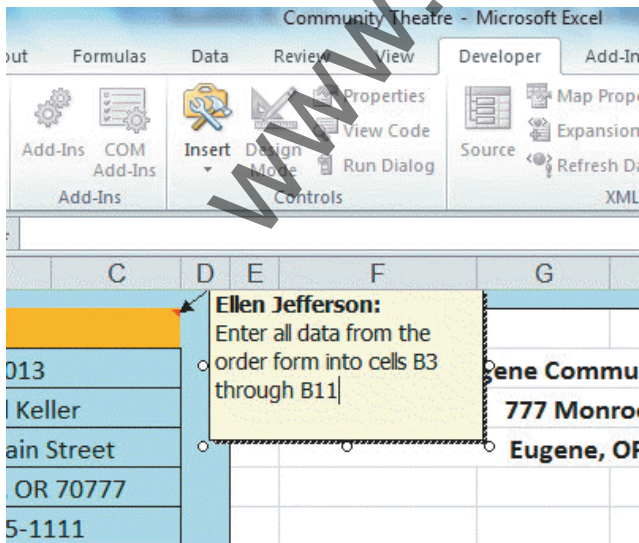 Community Theatre - Microsoft Excel
out Formulas Data Review View Developer Add-In
Properties Map Prope
Add-Ins COM Add-Ins Insert Design Mode View Code Source Expansion
Run Dialog Refresh Da
Add-Ins Controls XML
C D E F G
Ellen Jefferson:
Enter all data from the
order form into cells B3
through B11
013 gene Commu
Keller 777 Monroe
ain Street Eugene, OR
, OR 70777
5-1111
www.